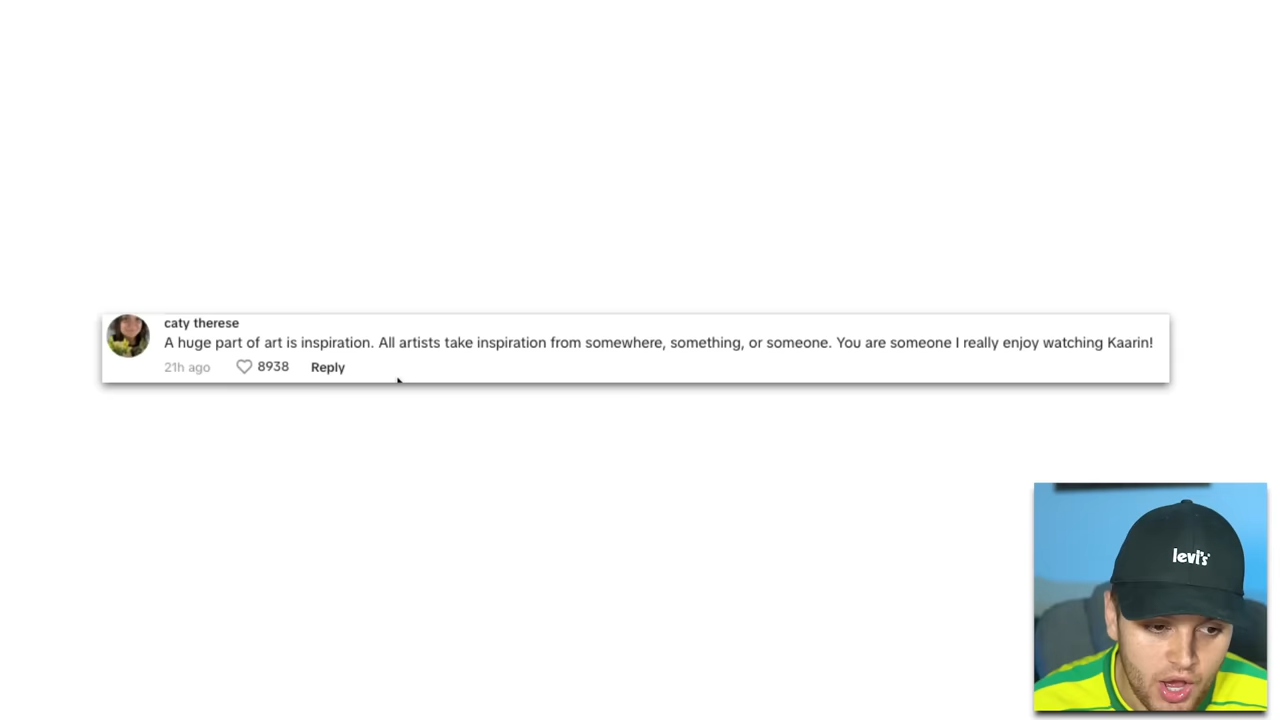 caty therese
A huge part of art is inspiration. All artists take inspiration from somewhere, something, or someone. You are someone I really enjoy watching Kaarin!
21h ago 8938 Reply
levi's